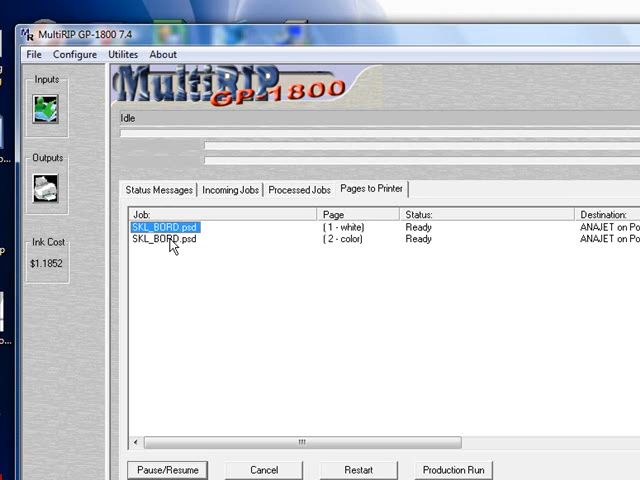 MultiRIP GP-1800 7.4
File Configure Utilites About
Inputs
MultiRIP
GP-1800
Idle
Outputs
Status Messages Incoming Jobs Processed Jobs Pages to Printer
Job: Page Status: Destination:
SKL_BORD.psd ( 1 - white) Ready ANAJET on Po
SKL_BORD.psd ( 2 - color) Ready ANAJET on Po
Ink Cost
$1.1852
Pause/Resume Cancel Restart Production Run